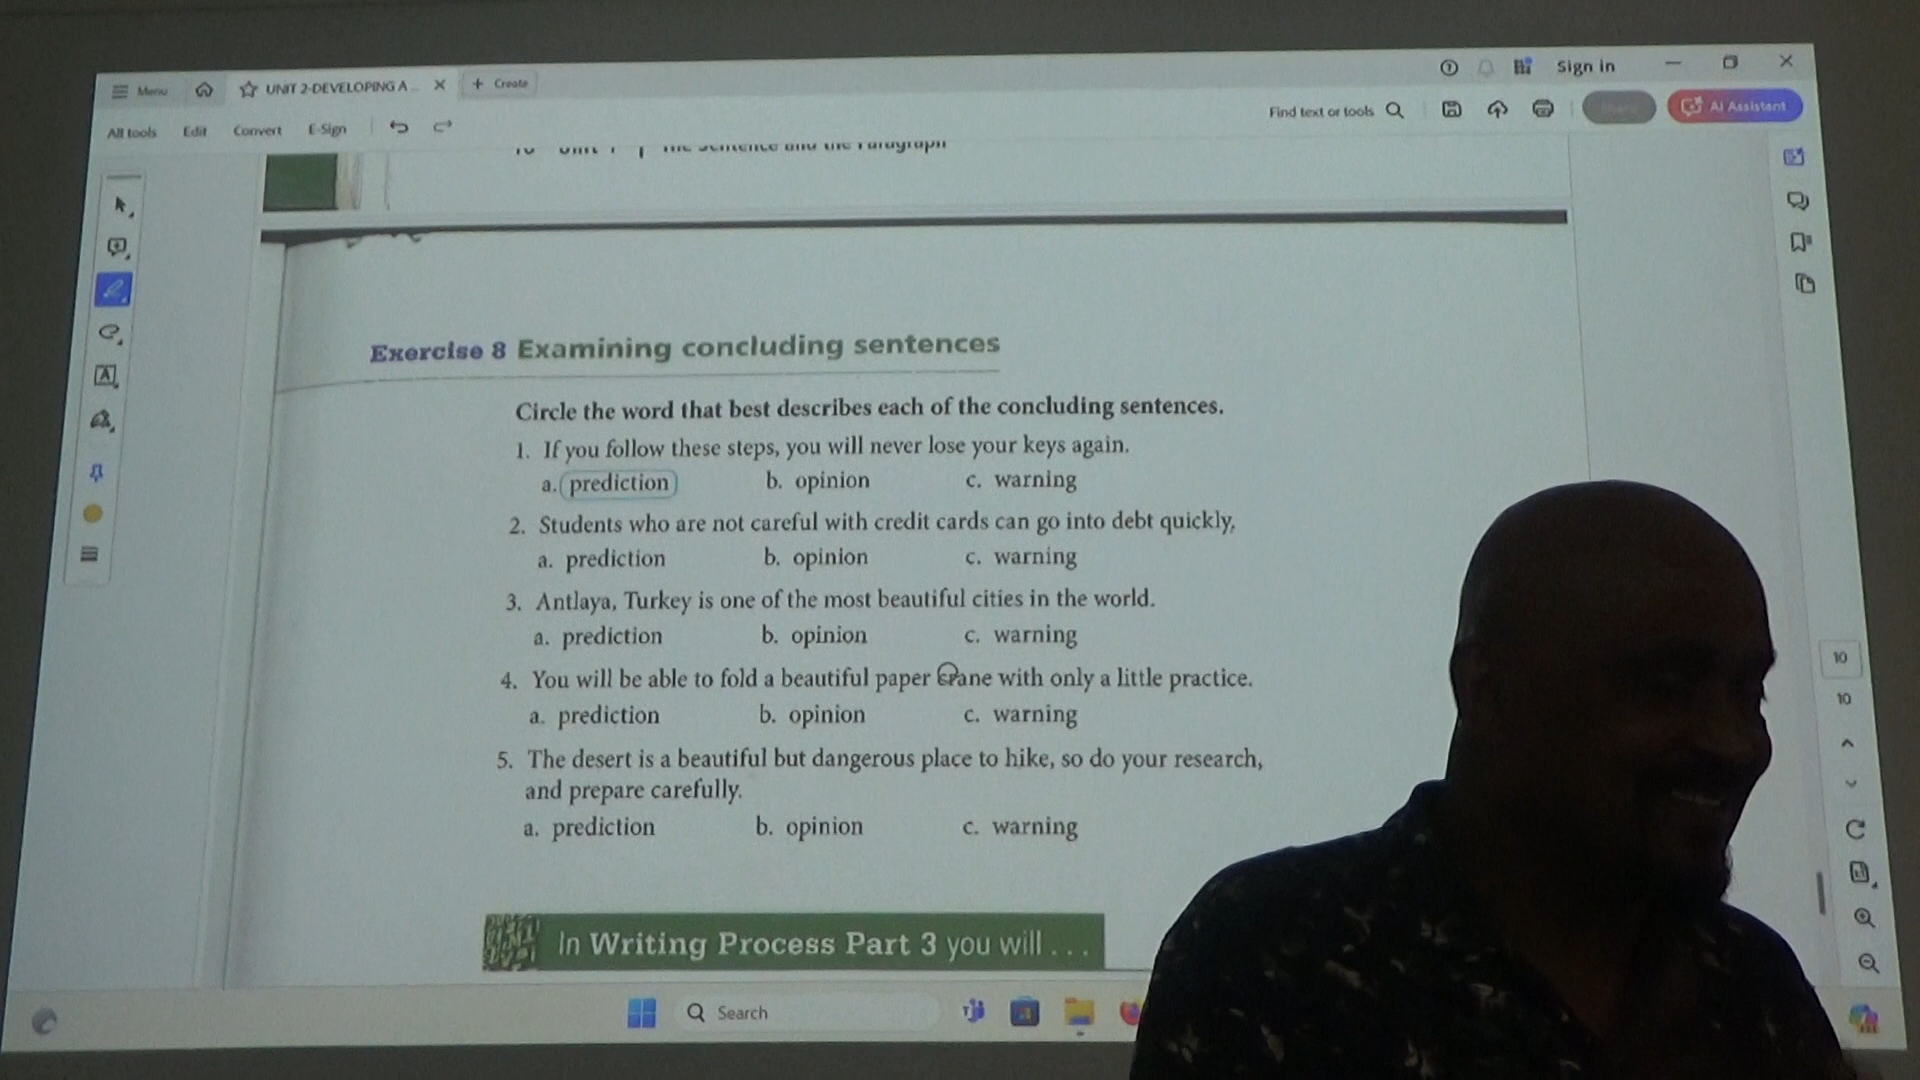 Menu
UNIT 2-DEVELOPING A ...
Create
Sign in
All tools
Edit
Convert
E-Sign
Find text or tools
AI Assistant
The Sentence and the Paragraph
Exercise 8 Examining concluding sentences
Circle the word that best describes each of the concluding sentences.
1. If you follow these steps, you will never lose your keys again.
a. prediction b. opinion c. warning
2. Students who are not careful with credit cards can go into debt quickly.
a. prediction b. opinion c. warning
3. Antlaya, Turkey is one of the most beautiful cities in the world.
a. prediction b. opinion c. warning
4. You will be able to fold a beautiful paper crane with only a little practice.
a. prediction b. opinion c. warning
5. The desert is a beautiful but dangerous place to hike, so do your research,
and prepare carefully.
a. prediction b. opinion c. warning
10
10
In Writing Process Part 3 you will . . .
Search